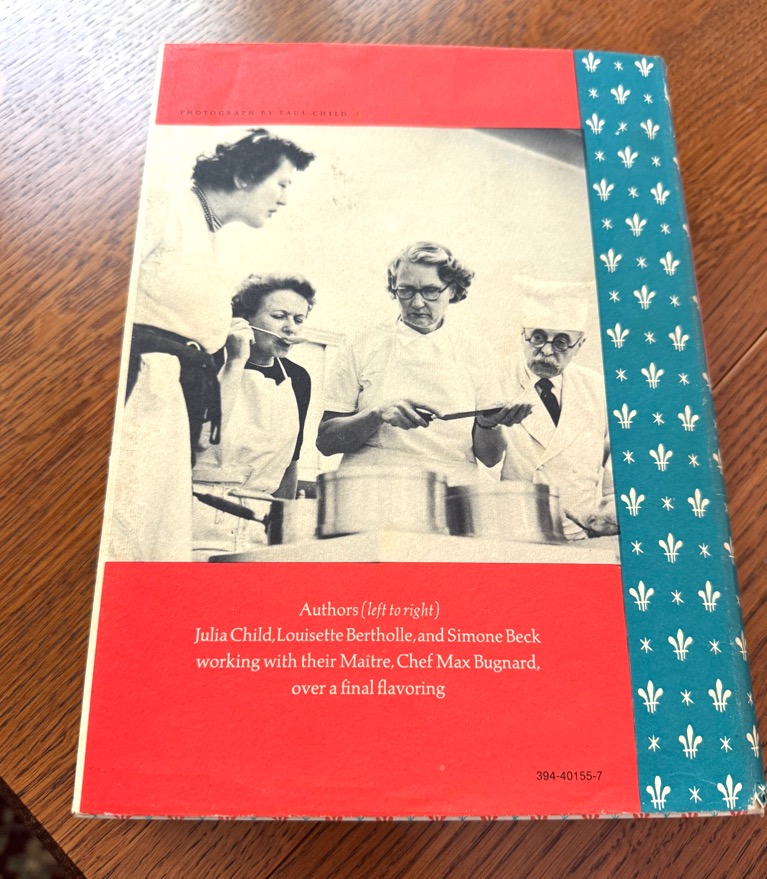 PHOTOGRAPH BY PAUL CHILD
Authors (left to right)
Julia Child, Louisette Bertholle, and Simone Beck
working with their Maître, Chef Max Bugnard,
over a final flavoring
394-40155-7